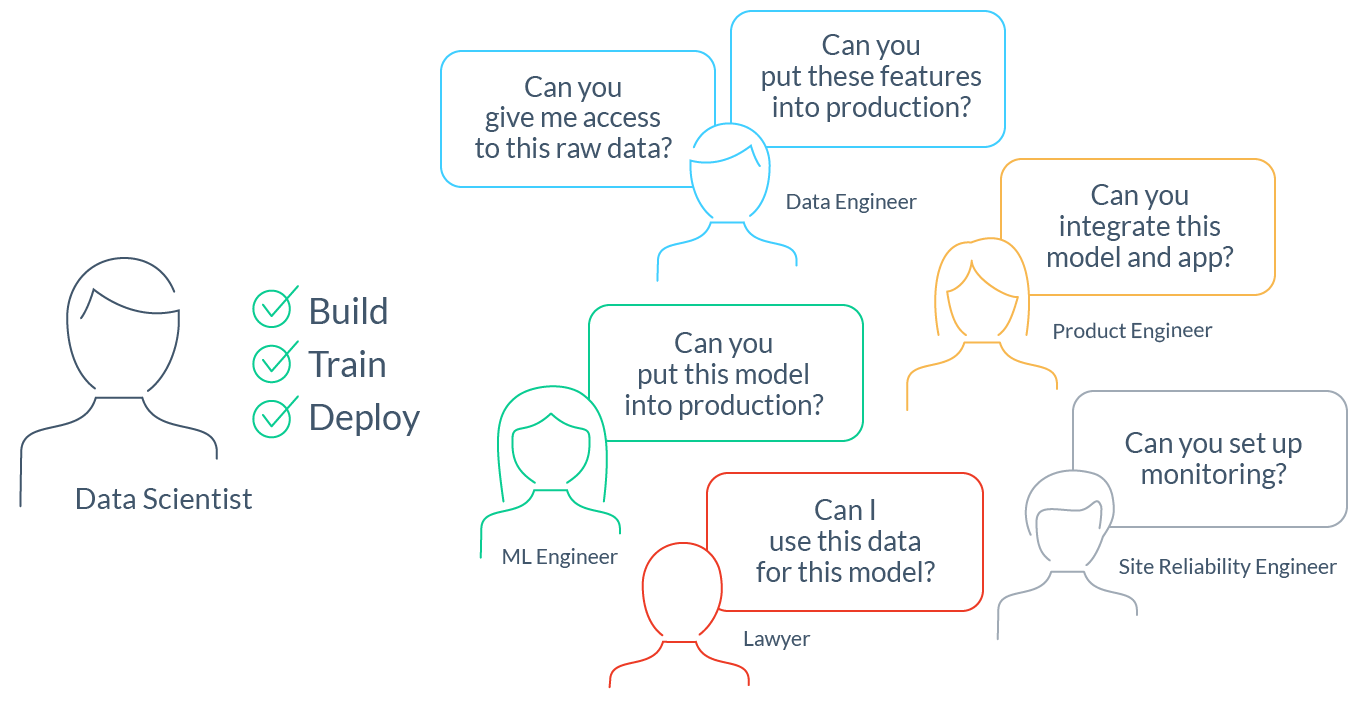 Can you
give me access
to this raw data?
Can you
put these features
into production?
Data Engineer
Can you
integrate this
model and app?
Product Engineer
Build
Train
Deploy
Data Scientist
Can you
put this model
into production?
ML Engineer
Can you set up
monitoring?
Site Reliability Engineer
Can I
use this data
for this model?
Lawyer